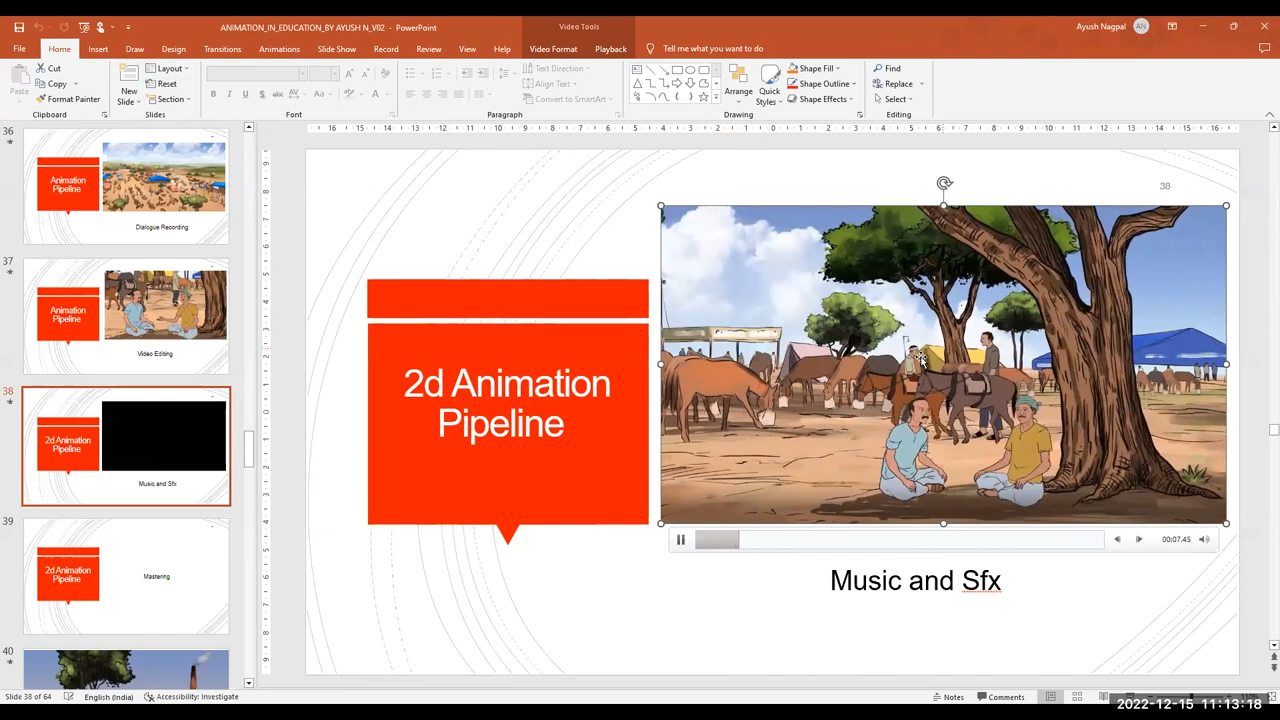 ANIMATION_IN_EDUCATION_BY AYUSH N_V02 - PowerPoint
Video Tools
Ayush Nagpal
AN
File
Home
Insert
Draw
Design
Transitions
Animations
Slide Show
Record
Review
View
Help
Video Format
Playback
Tell me what you want to do
Paste
Cut
Copy
Format Painter
Clipboard
New Slide
Layout
Reset
Section
Slides
Font
Text Direction
Align Text
Convert to SmartArt
Paragraph
Arrange
Quick Styles
Shape Fill
Shape Outline
Shape Effects
Drawing
Find
Replace
Select
Editing
36
Animation
Pipeline
Dialogue Recording
37
Animation
Pipeline
Video Editing
38
2d Animation
Pipeline
Music and Sfx
39
2d Animation
Pipeline
Mastering
40
38
2d Animation
Pipeline
00:07.45
Music and Sfx
Slide 38 of 64
English (India)
Accessibility: Investigate
Notes
Comments
2022-12-15 11:13:18